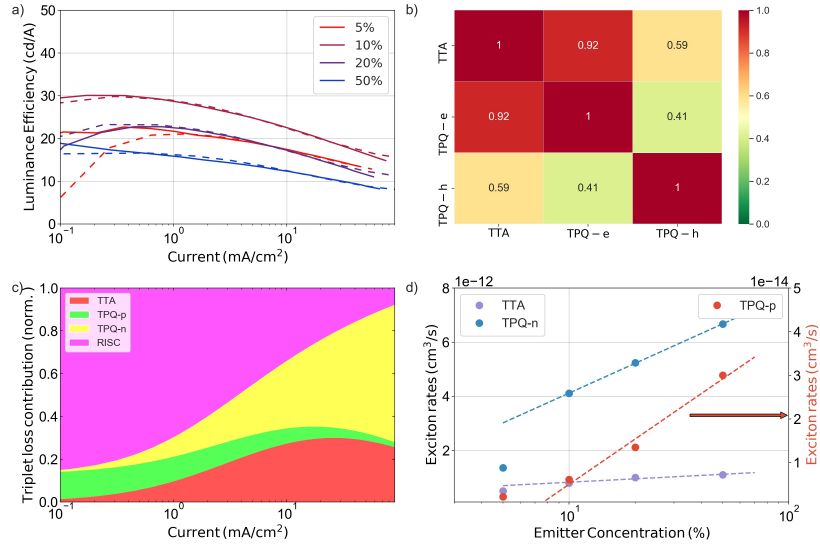 a)
50
40
30
20
10
0
Luminance Efficiency (cd/A)
5%
10%
20%
50%
10⁻¹
10⁰
10¹
Current (mA/cm²)
b)
TTA
TPQ − e
TPQ − h
1
0.92
0.59
0.92
1
0.41
0.59
0.41
1
TTA
TPQ − e
TPQ − h
1.0
0.8
0.6
0.4
0.2
0.0
c)
1.0
0.8
0.6
0.4
0.2
0.0
Triplet loss contribution (norm.)
TTA
TPQ-p
TPQ-n
RISC
10⁻¹
10⁰
10¹
Current (mA/cm²)
d)
1e−12
8
6
4
2
Exciton rates (cm³/s)
TTA
TPQ-n
TPQ-p
1e−14
5
4
3
2
1
Exciton rates (cm³/s)
10¹
10²
Emitter Concentration (%)